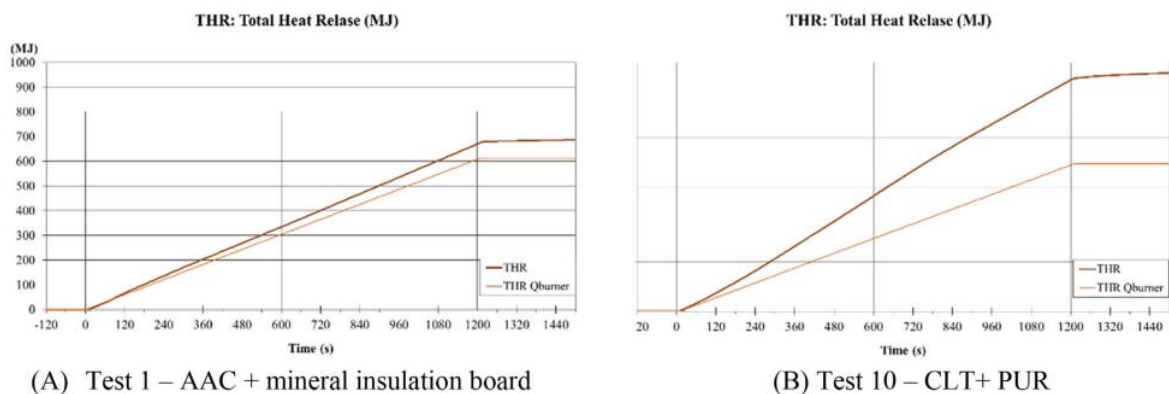 THR: Total Heat Relase (MJ)
(MJ)
1000
900
800
700
600
500
400
300
200
100
0
-120 0 120 240 360 480 600 720 840 960 1080 1200 1320 1440
THR
THR Qburner
Time (s)
(A) Test 1 – AAC + mineral insulation board
THR: Total Heat Relase (MJ)
20 0 120 240 360 480 600 720 840 960 1080 1200 1320 1440
THR
THR Qburner
Time (s)
(B) Test 10 – CLT+ PUR